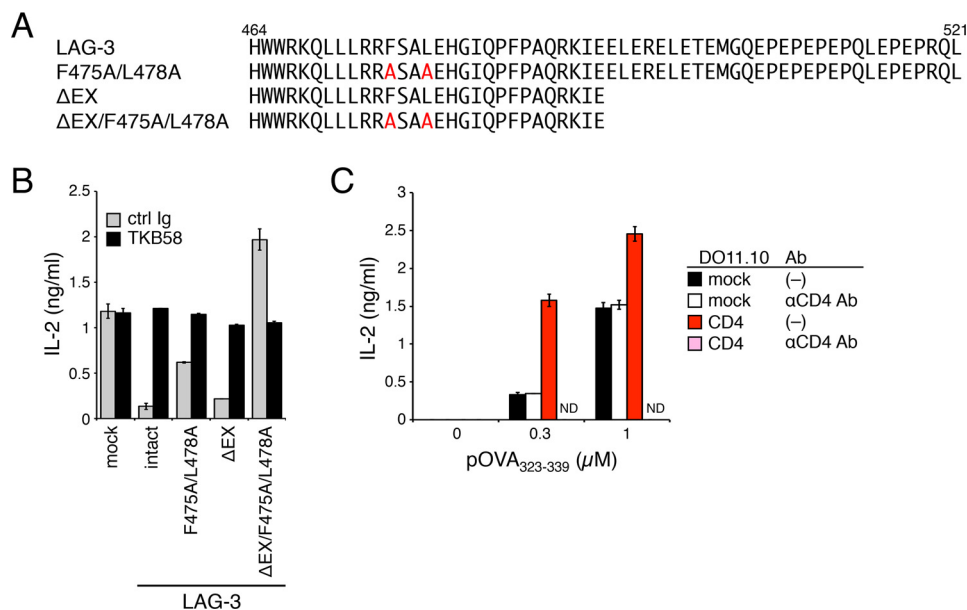 A
464 521
LAG-3 HWWRKQLLLRRFSALEHGIQPFPAQRKIEELERELETEMGQEPEPEPEPQLEPEPRQL
F475A/L478A HWWRKQLLLRRASAAEHGIQPFPAQRKIEELERELETEMGQEPEPEPEPQLEPEPRQL
ΔEX HWWRKQLLLRRFSALEHGIQPFPAQRKIE
ΔEX/F475A/L478A HWWRKQLLLRRASAAEHGIQPFPAQRKIE
B
2.5
2
1.5
1
0.5
0
IL-2 (ng/ml)
ctrl Ig
TKB58
mock
intact
F475A/L478A
ΔEX
ΔEX/F475A/L478A
LAG-3
C
3
2.5
2
1.5
1
0.5
0
IL-2 (ng/ml)
ND
ND
0 0.3 1
pOVA323-339 (μM)
DO11.10 Ab
mock (–)
mock αCD4 Ab
CD4 (–)
CD4 αCD4 Ab